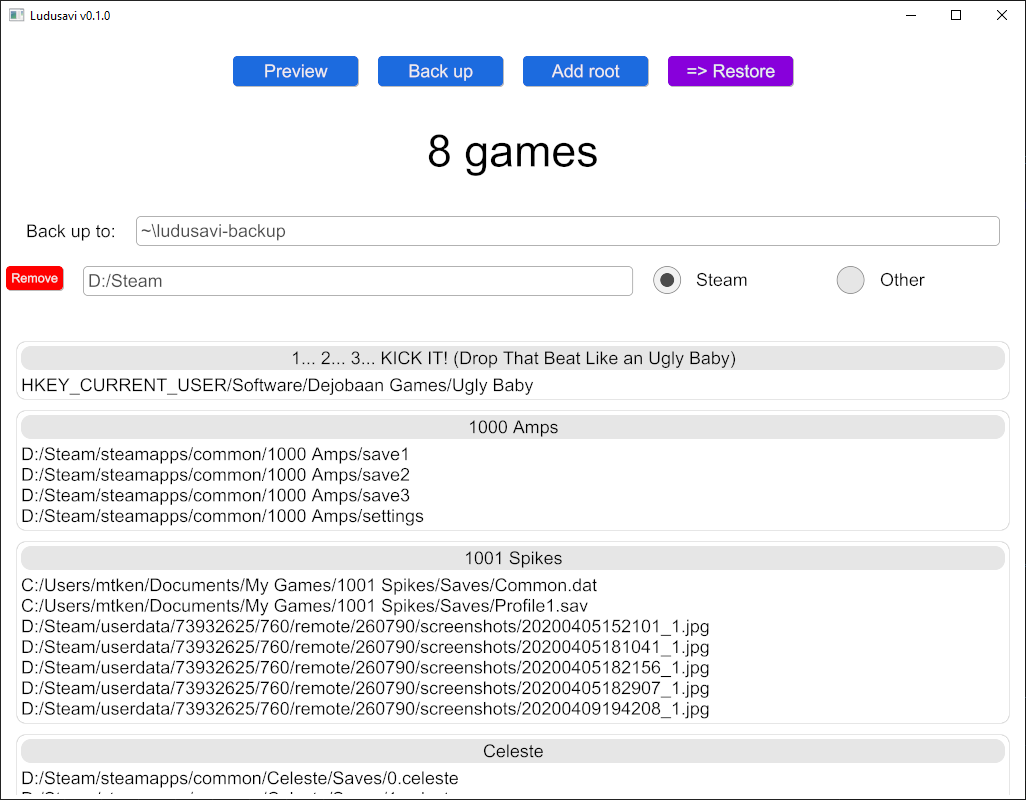 Ludusavi v0.1.0
Preview Back up Add root => Restore
8 games
Back up to: ~\ludusavi-backup
Remove D:/Steam Steam Other
1... 2... 3... KICK IT! (Drop That Beat Like an Ugly Baby)
HKEY_CURRENT_USER/Software/Dejobaan Games/Ugly Baby
1000 Amps
D:/Steam/steamapps/common/1000 Amps/save1
D:/Steam/steamapps/common/1000 Amps/save2
D:/Steam/steamapps/common/1000 Amps/save3
D:/Steam/steamapps/common/1000 Amps/settings
1001 Spikes
C:/Users/mtken/Documents/My Games/1001 Spikes/Saves/Common.dat
C:/Users/mtken/Documents/My Games/1001 Spikes/Saves/Profile1.sav
D:/Steam/userdata/73932625/760/remote/260790/screenshots/20200405152101_1.jpg
D:/Steam/userdata/73932625/760/remote/260790/screenshots/20200405181041_1.jpg
D:/Steam/userdata/73932625/760/remote/260790/screenshots/20200405182156_1.jpg
D:/Steam/userdata/73932625/760/remote/260790/screenshots/20200405182907_1.jpg
D:/Steam/userdata/73932625/760/remote/260790/screenshots/20200409194208_1.jpg
Celeste
D:/Steam/steamapps/common/Celeste/Saves/0.celeste